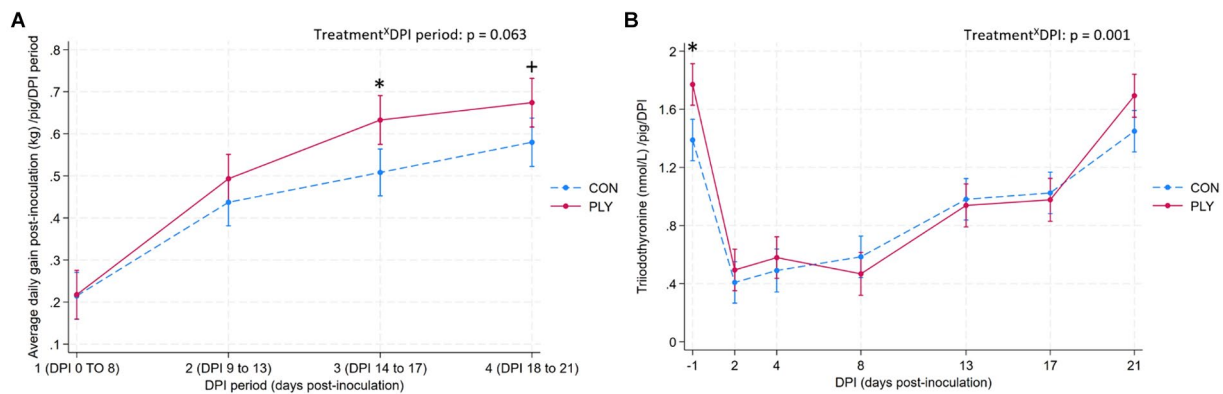 A
Treatment^xDPI period: p = 0.063
Average daily gain post-inoculation (kg) /pig/DPI period
.8
.7
.6
.5
.4
.3
.2
.1
*
+
1 (DPI 0 TO 8)
2 (DPI 9 to 13)
3 (DPI 14 to 17)
4 (DPI 18 to 21)
DPI period (days post-inoculation)
CON
PLY
B
Treatment^xDPI: p = 0.001
Triiodothyronine (nmol/L) /pig/DPI
2
1.6
1.2
.8
.4
0
*
-1
2
4
8
13
17
21
DPI (days post-inoculation)
CON
PLY